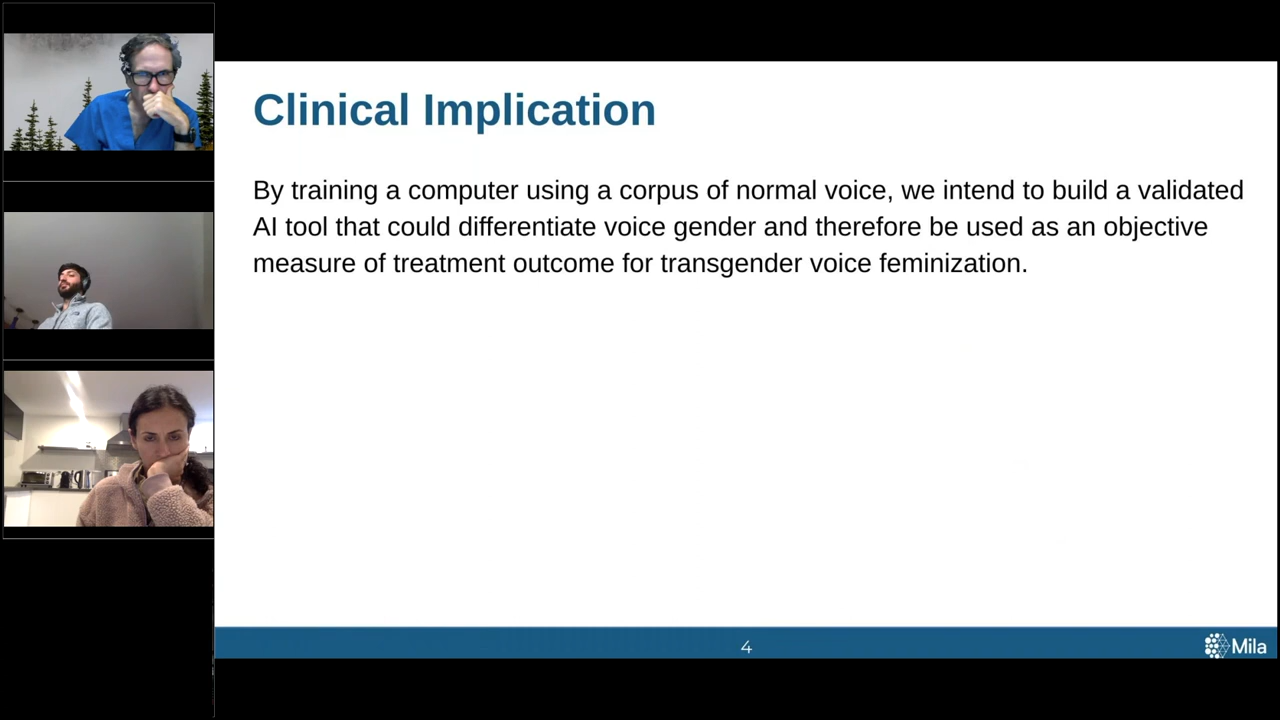 Clinical Implication
By training a computer using a corpus of normal voice, we intend to build a validated
AI tool that could differentiate voice gender and therefore be used as an objective
measure of treatment outcome for transgender voice feminization.
4
Mila